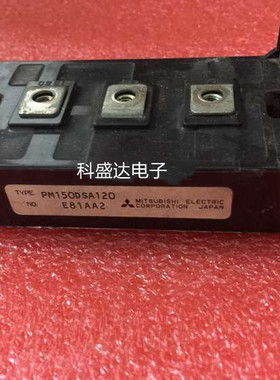 科盛达电子
TYPE PM150DSA120
NO. E81AA2
MITSUBISHI ELECTRIC
CORPORATION JAPAN